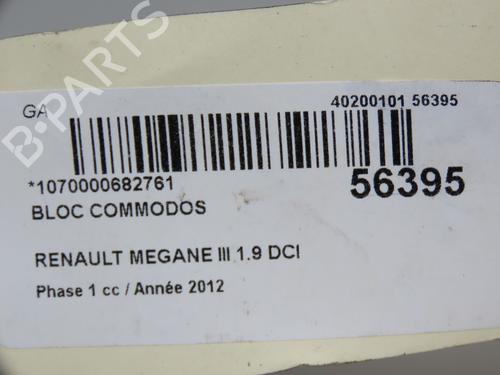 B-PARTS
GA
40200101 56395
*1070000682761
56395
BLOC COMMODOS
RENAULT MEGANE III 1.9 DCI
Phase 1 cc / Année 2012